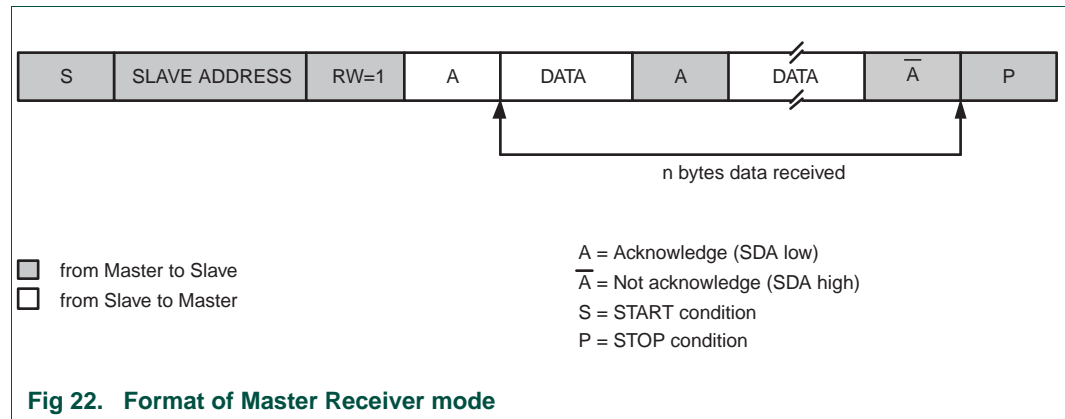 S SLAVE ADDRESS RW=1 A DATA A DATA A̅ P
n bytes data received
from Master to Slave
from Slave to Master
A = Acknowledge (SDA low)
A̅ = Not acknowledge (SDA high)
S = START condition
P = STOP condition
Fig 22. Format of Master Receiver mode